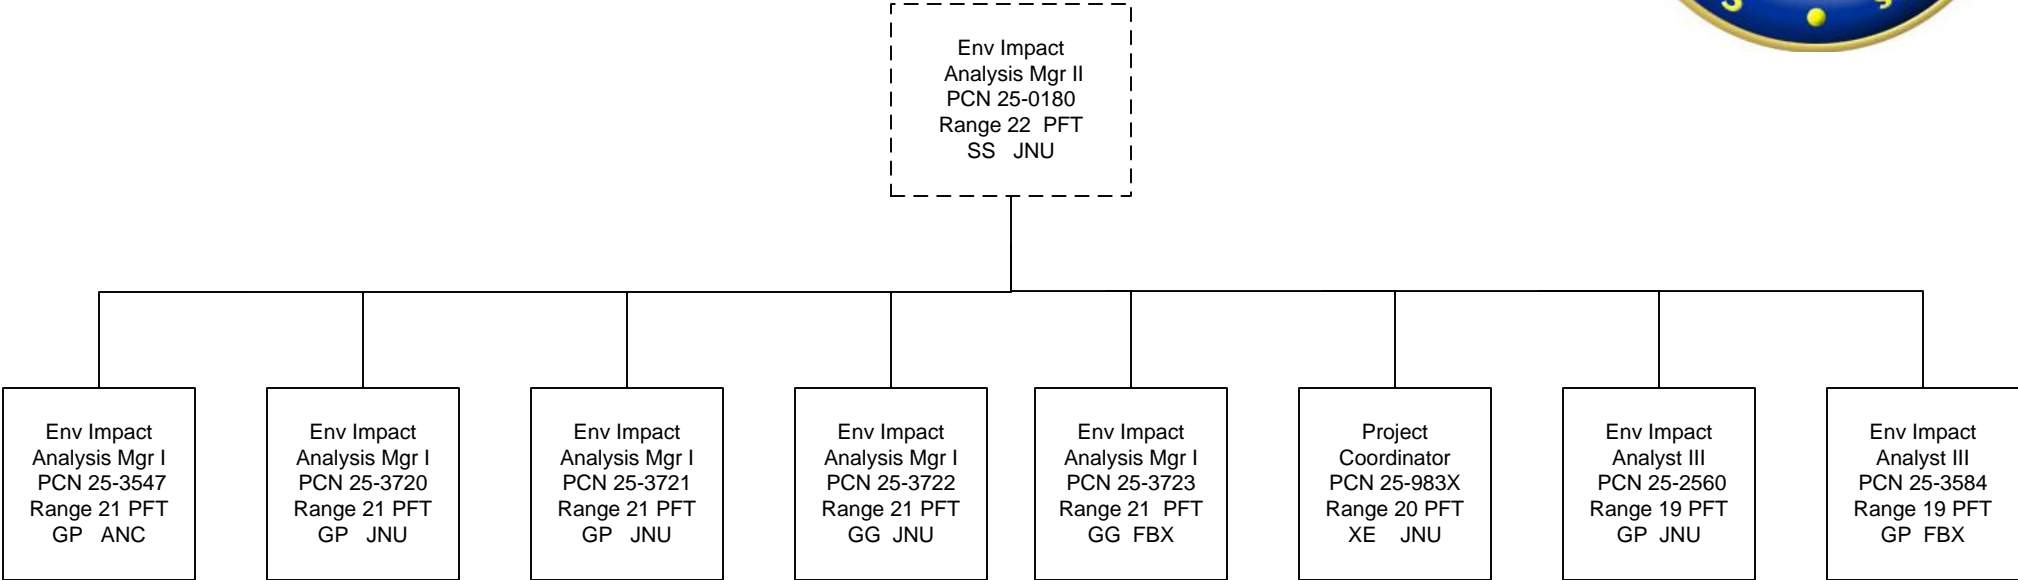 Env Impact
Analysis Mgr II
PCN 25-0180
Range 22 PFT
SS JNU
Env Impact
Analysis Mgr I
PCN 25-3547
Range 21 PFT
GP ANC
Env Impact
Analysis Mgr I
PCN 25-3720
Range 21 PFT
GP JNU
Env Impact
Analysis Mgr I
PCN 25-3721
Range 21 PFT
GP JNU
Env Impact
Analysis Mgr I
PCN 25-3722
Range 21 PFT
GG JNU
Env Impact
Analysis Mgr I
PCN 25-3723
Range 21 PFT
GG FBX
Project
Coordinator
PCN 25-983X
Range 20 PFT
XE JNU
Env Impact
Analyst III
PCN 25-2560
Range 19 PFT
GP JNU
Env Impact
Analyst III
PCN 25-3584
Range 19 PFT
GP FBX